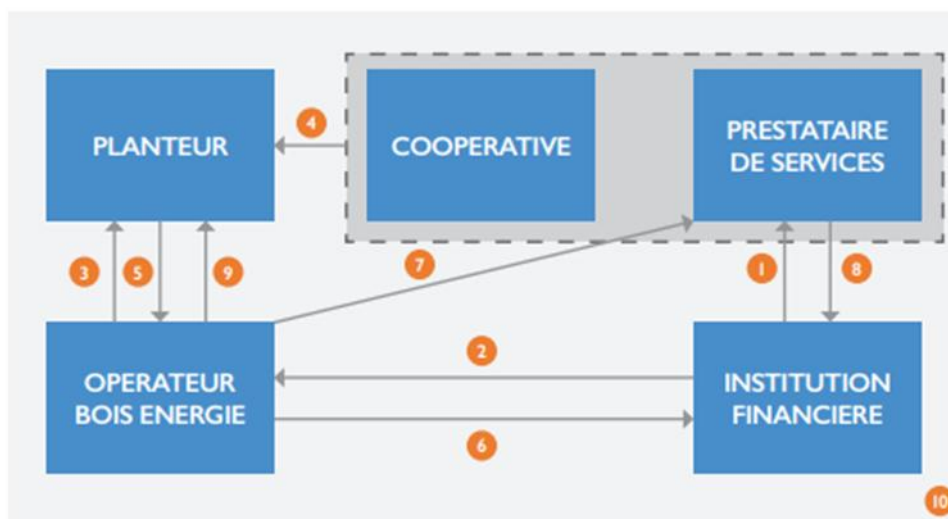 4
PLANTEUR
COOPERATIVE
PRESTATAIRE
DE SERVICES
3
5
9
7
1
8
2
OPERATEUR
BOIS ENERGIE
INSTITUTION
FINANCIERE
6
10